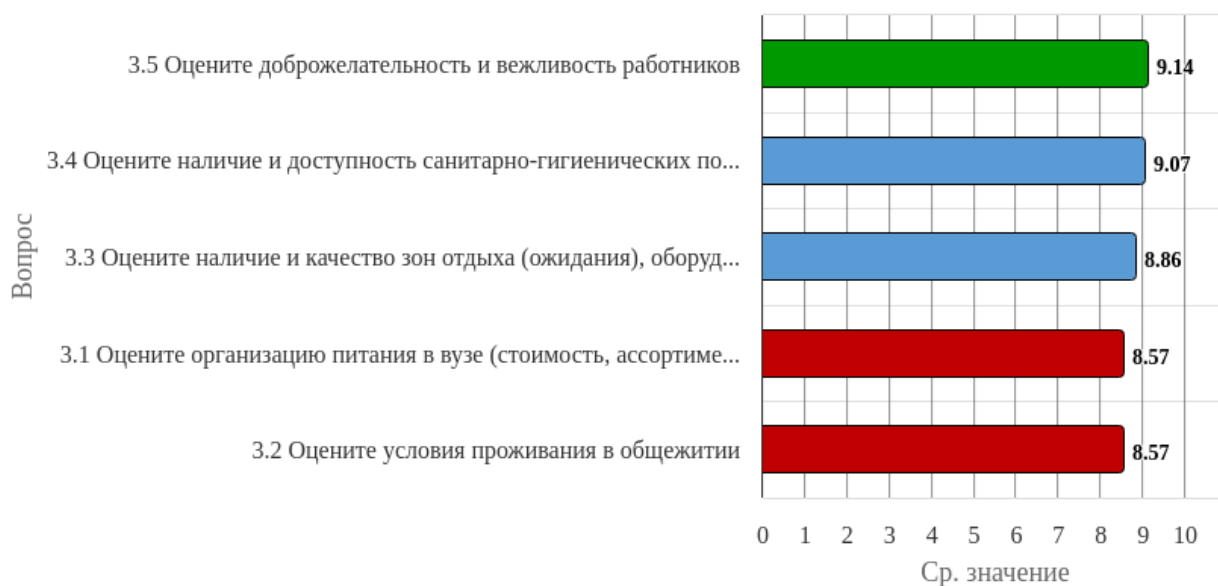 3.5 Оцените доброжелательность и вежливость работников
9.14
3.4 Оцените наличие и доступность санитарно-гигиенических по...
9.07
3.3 Оцените наличие и качество зон отдыха (ожидания), оборуд...
8.86
3.1 Оцените организацию питания в вузе (стоимость, ассортиме...
8.57
3.2 Оцените условия проживания в общежитии
8.57
Вопрос
0 1 2 3 4 5 6 7 8 9 10
Ср. значение